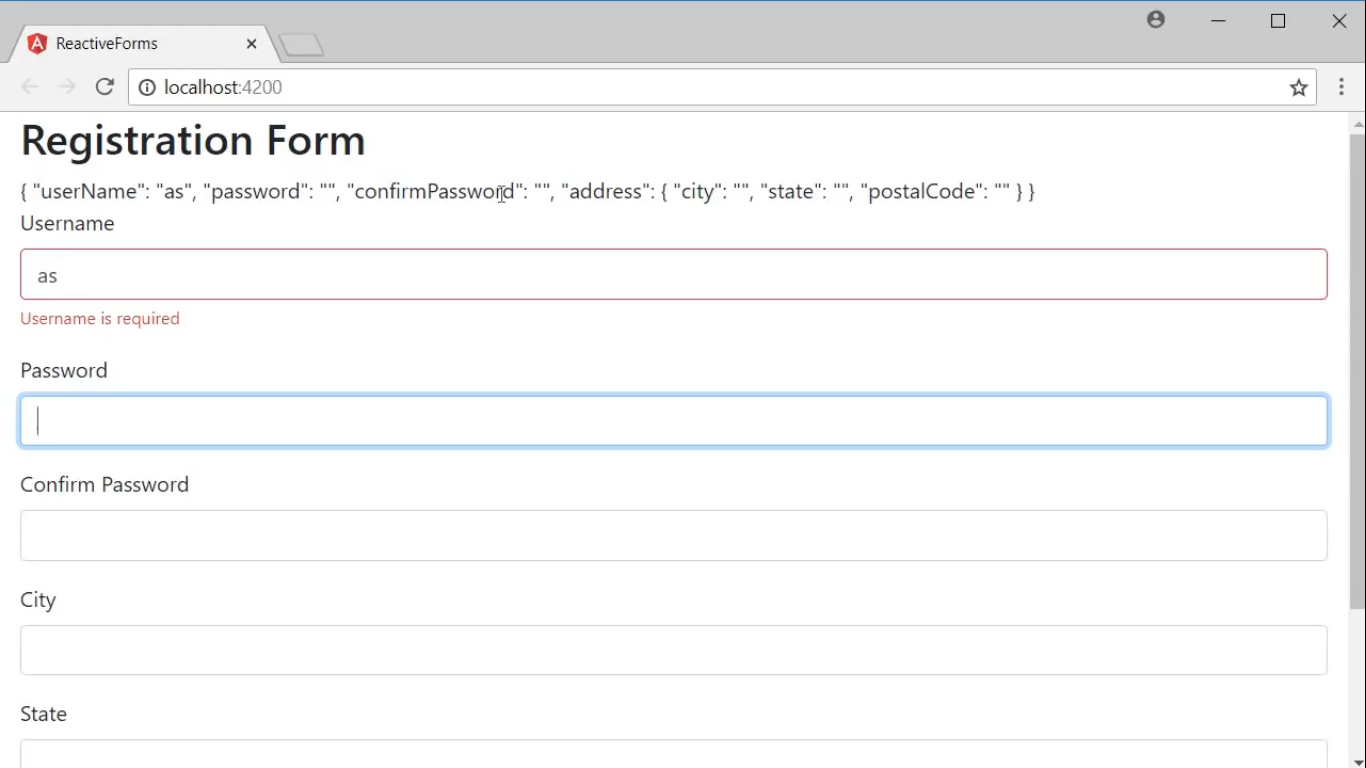 ReactiveForms
localhost:4200
Registration Form
{ "userName": "as", "password": "", "confirmPassword": "", "address": { "city": "", "state": "", "postalCode": "" } }
Username
as
Username is required
Password
Confirm Password
City
State